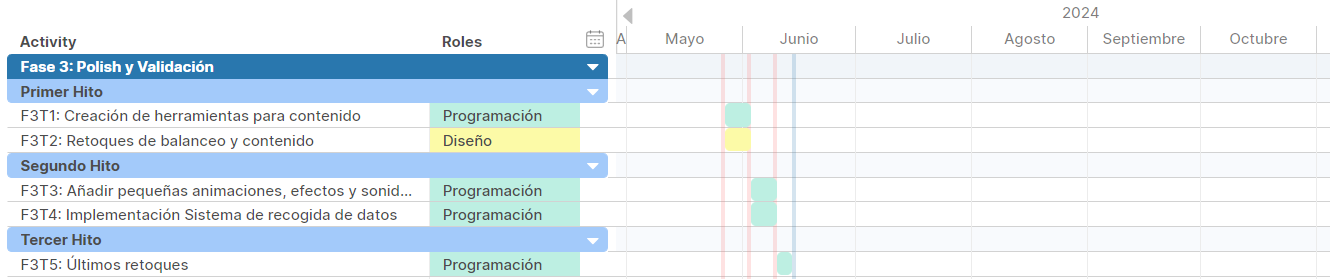 2024
Activity Roles A Mayo Junio Julio Agosto Septiembre Octubre
Fase 3: Polish y Validación
Primer Hito
F3T1: Creación de herramientas para contenido Programación
F3T2: Retoques de balanceo y contenido Diseño
Segundo Hito
F3T3: Añadir pequeñas animaciones, efectos y sonid... Programación
F3T4: Implementación Sistema de recogida de datos Programación
Tercer Hito
F3T5: Últimos retoques Programación